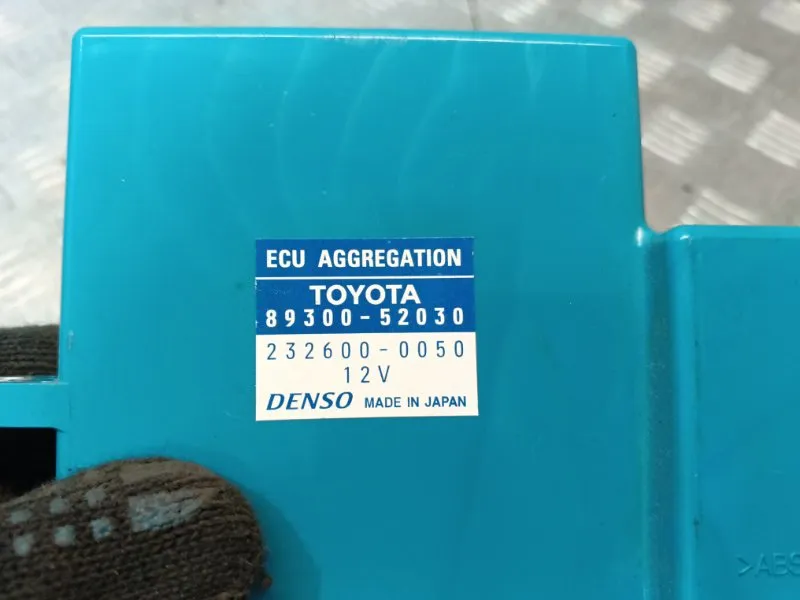 ECU AGGREGATION
TOYOTA
89300-52030
232600-0050
12V
DENSO MADE IN JAPAN
>ABS